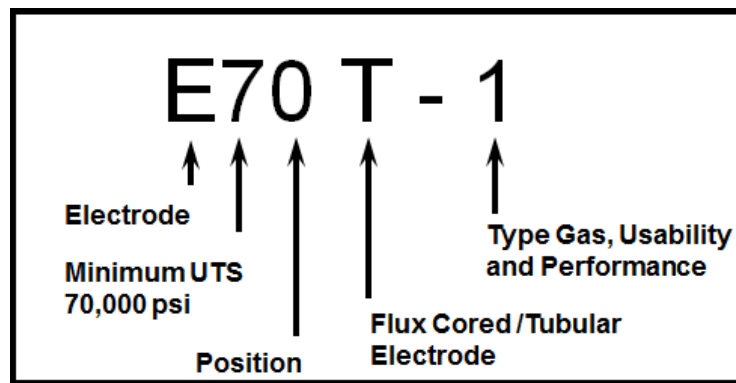 E70 T - 1
Electrode
Minimum UTS
70,000 psi
Position
Flux Cored / Tubular
Electrode
Type Gas, Usability
and Performance